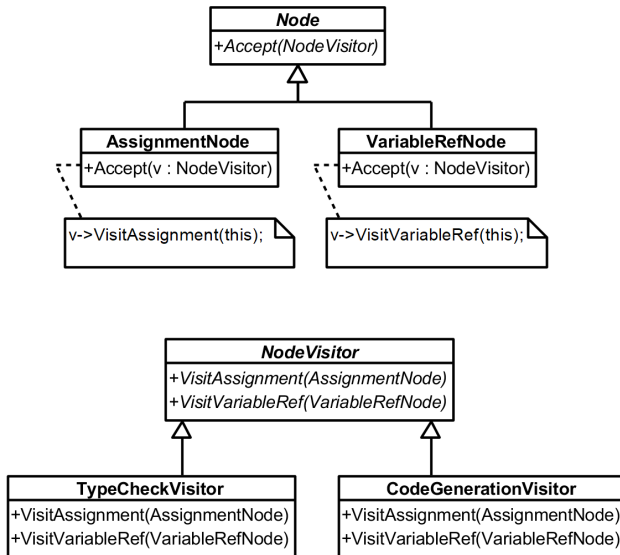 Node
+Accept(NodeVisitor)
AssignmentNode
+Accept(v : NodeVisitor)
VariableRefNode
+Accept(v : NodeVisitor)
v->VisitAssignment(this);
v->VisitVariableRef(this);
NodeVisitor
+VisitAssignment(AssignmentNode)
+VisitVariableRef(VariableRefNode)
TypeCheckVisitor
+VisitAssignment(AssignmentNode)
+VisitVariableRef(VariableRefNode)
CodeGenerationVisitor
+VisitAssignment(AssignmentNode)
+VisitVariableRef(VariableRefNode)